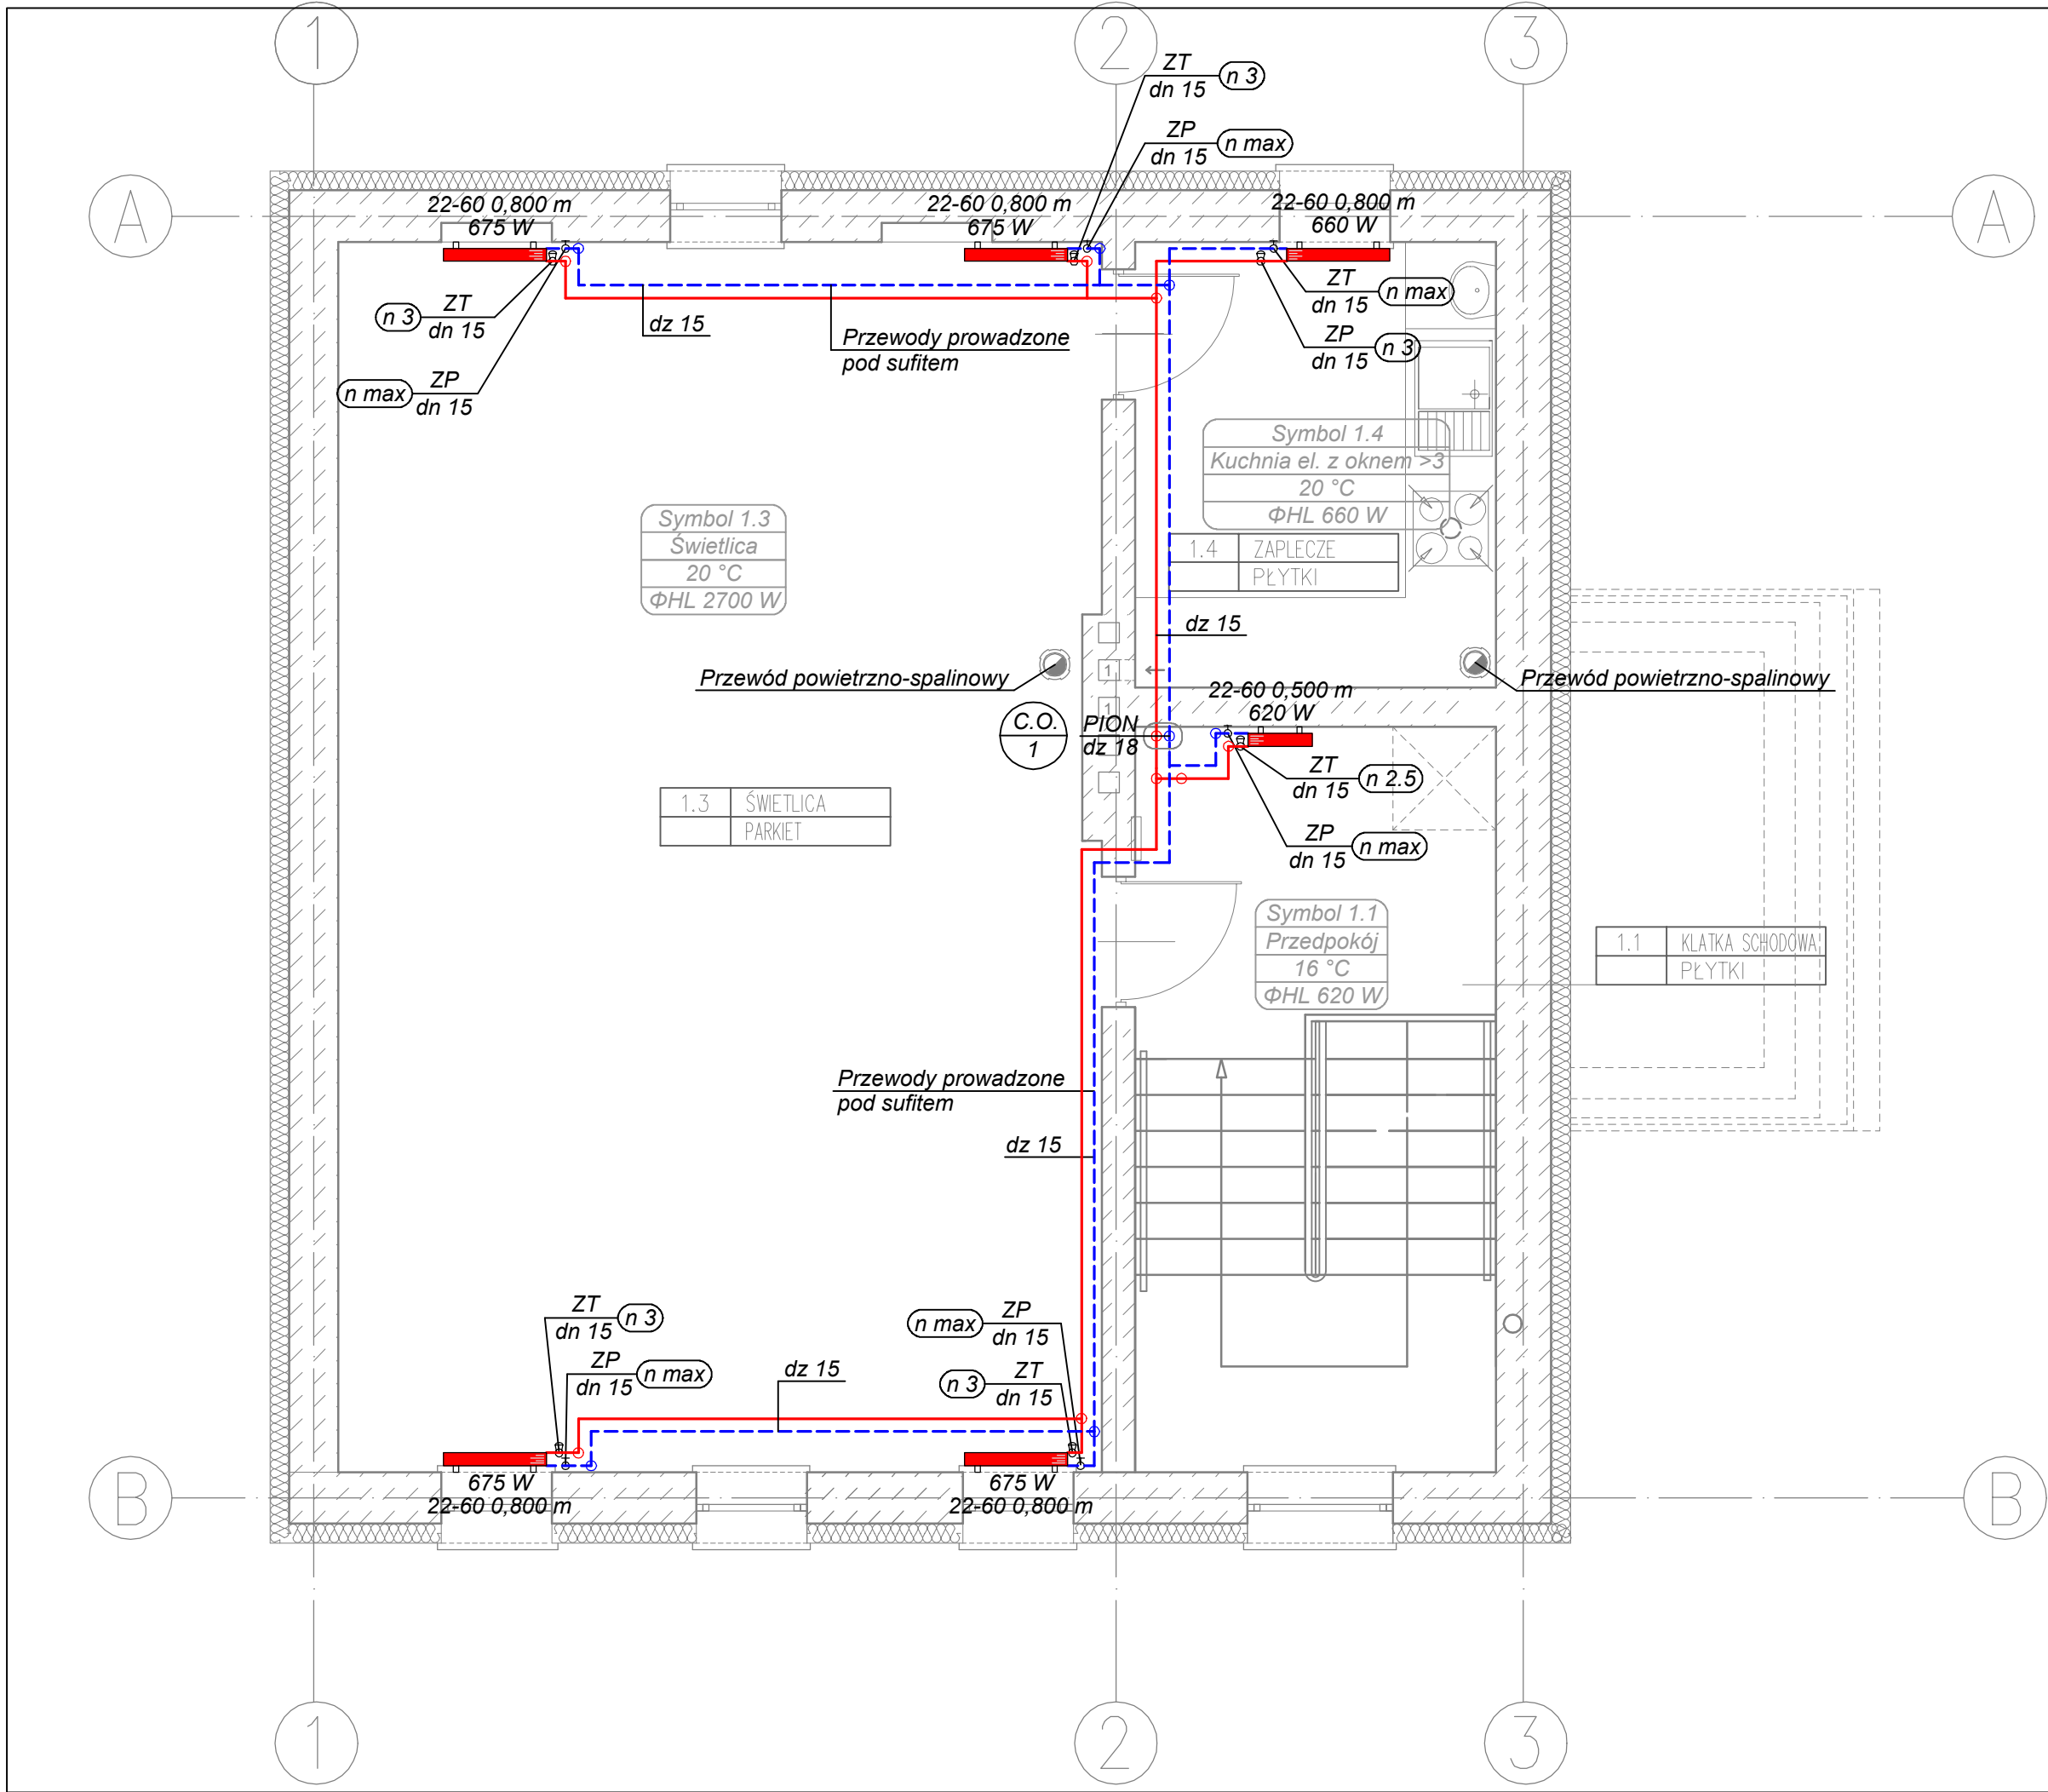 1
2
3
ZT
dn 15
n 3
ZP
dn 15
n max
A
22-60 0,800 m
675 W
22-60 0,800 m
675 W
22-60 0,800 m
660 W
A
n 3
ZT
dn 15
dz 15
Przewody prowadzone
pod sufitem
ZT
dn 15
n max
ZP
dn 15
n 3
n max
ZP
dn 15
Symbol 1.4
Kuchnia el. z oknem >3
20 °C
ΦHL 660 W
Symbol 1.3
Świetlica
20 °C
ΦHL 2700 W
1.4 ZAPLECZE
PŁYTKI
dz 15
Przewód powietrzno-spalinowy
1
1
Przewód powietrzno-spalinowy
22-60 0,500 m
620 W
C.O.
1
PION
dz 18
ZT
dn 15
n 2.5
ZP
dn 15
n max
1.3 ŚWIETLICA
PARKIET
Symbol 1.1
Przedpokój
16 °C
ΦHL 620 W
1.1 KLATKA SCHODOWA
PŁYTKI
Przewody prowadzone
pod sufitem
dz 15
ZT
dn 15
n 3
ZP
dn 15
n max
dz 15
n max
ZP
dn 15
n 3
ZT
dn 15
B
675 W
22-60 0,800 m
675 W
22-60 0,800 m
B
1
2
3